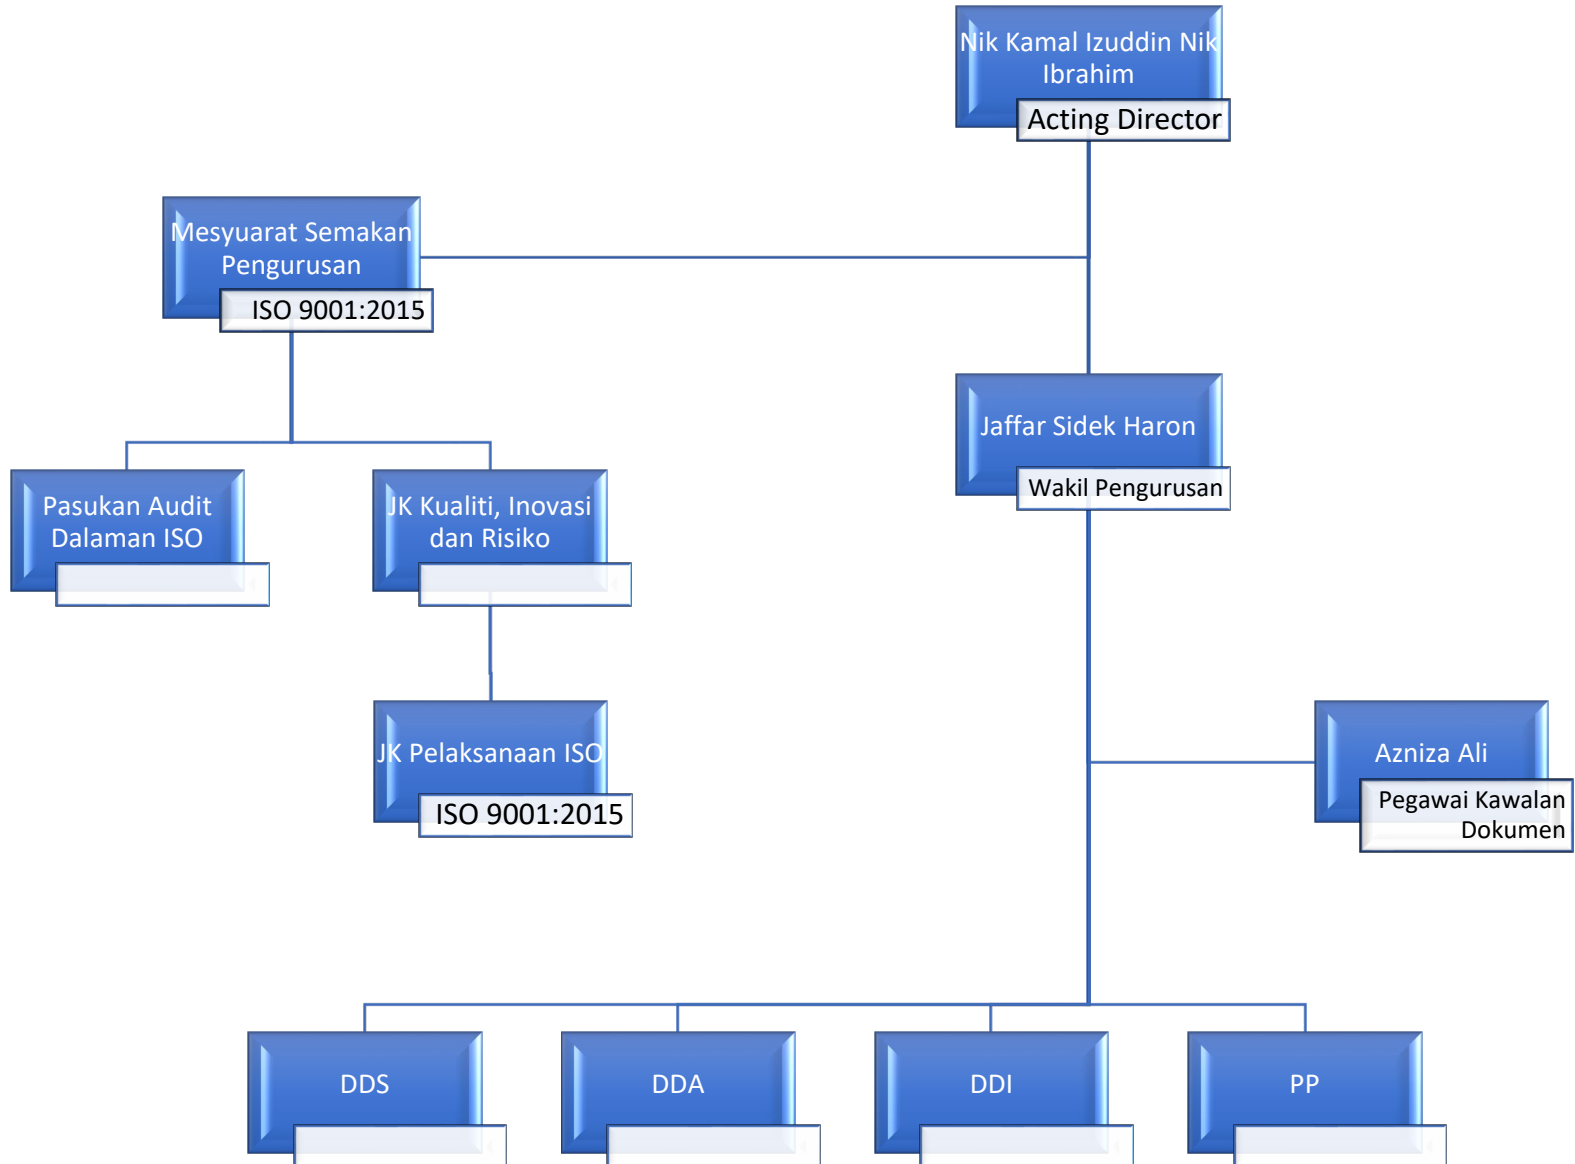 Nik Kamal Izuddin Nik
Ibrahim
Acting Director
Mesyuarat Semakan
Pengurusan
ISO 9001:2015
Jaffar Sidek Haron
Wakil Pengurusan
Pasukan Audit
Dalaman ISO
JK Kualiti, Inovasi
dan Risiko
JK Pelaksanaan ISO
ISO 9001:2015
Azniza Ali
Pegawai Kawalan
Dokumen
DDS
DDA
DDI
PP